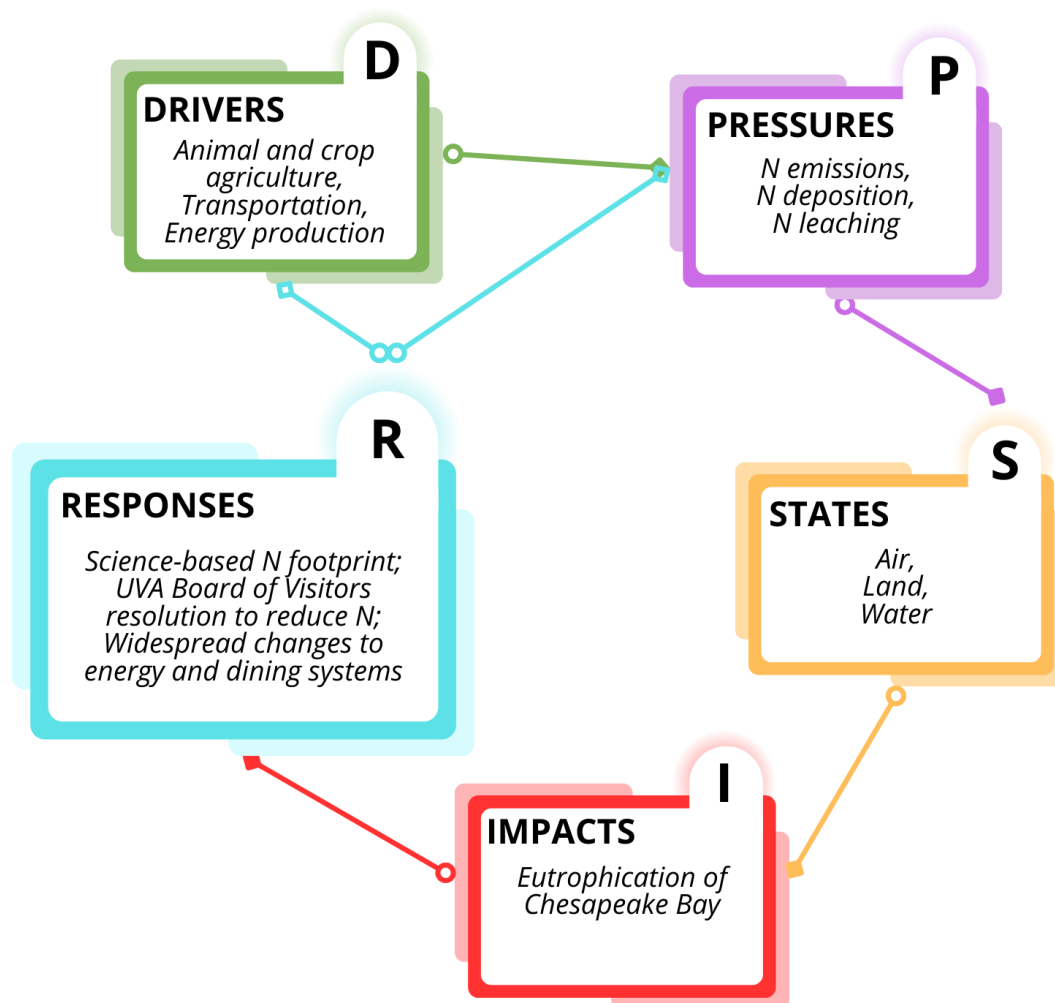 D
DRIVERS
Animal and crop
agriculture,
Transportation,
Energy production
P
PRESSURES
N emissions,
N deposition,
N leaching
R
RESPONSES
Science-based N footprint;
UVA Board of Visitors
resolution to reduce N;
Widespread changes to
energy and dining systems
S
STATES
Air,
Land,
Water
I
IMPACTS
Eutrophication of
Chesapeake Bay